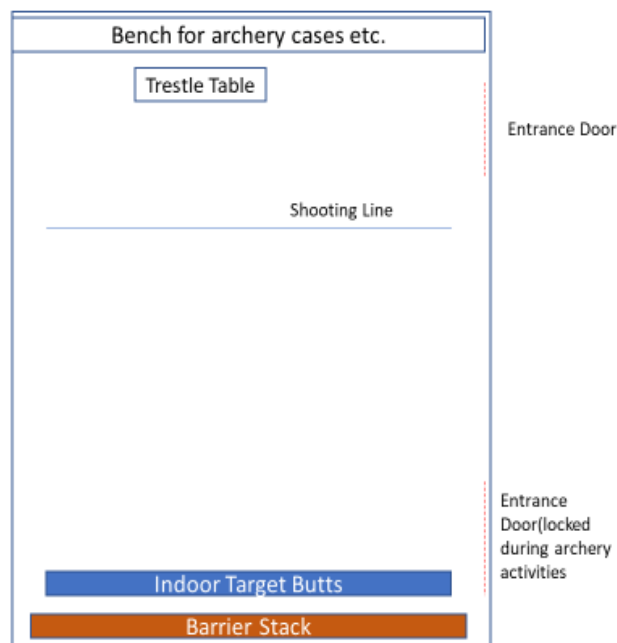 Bench for archery cases etc.
Trestle Table
Entrance Door
Shooting Line
Entrance
Door(locked
during archery
activities
Indoor Target Butts
Barrier Stack